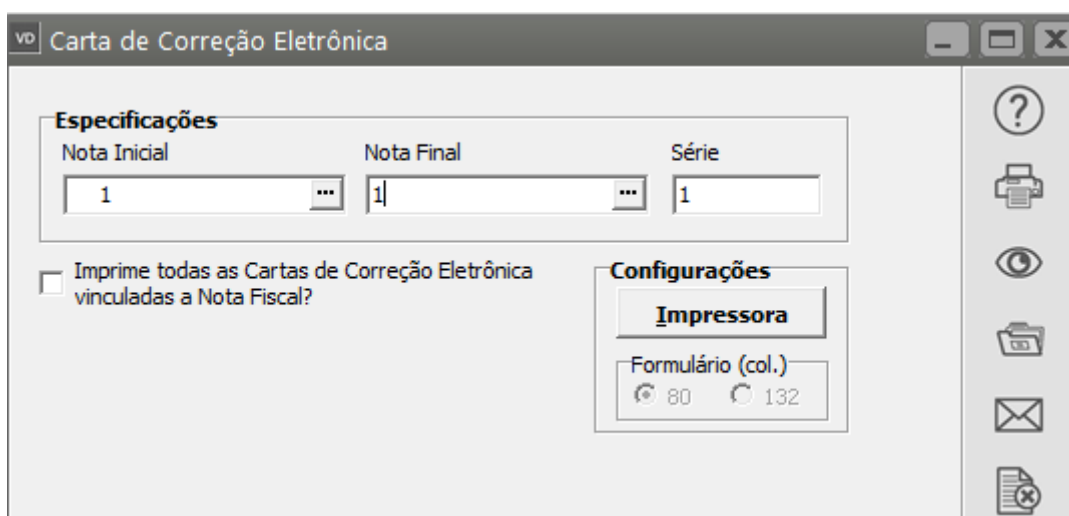 VD Carta de Correção Eletrônica
Especificações
Nota Inicial Nota Final Série
1 ... 1 ... 1
Imprime todas as Cartas de Correção Eletrônica
vinculadas a Nota Fiscal?
Configurações
Impressora
Formulário (col.)
80 132